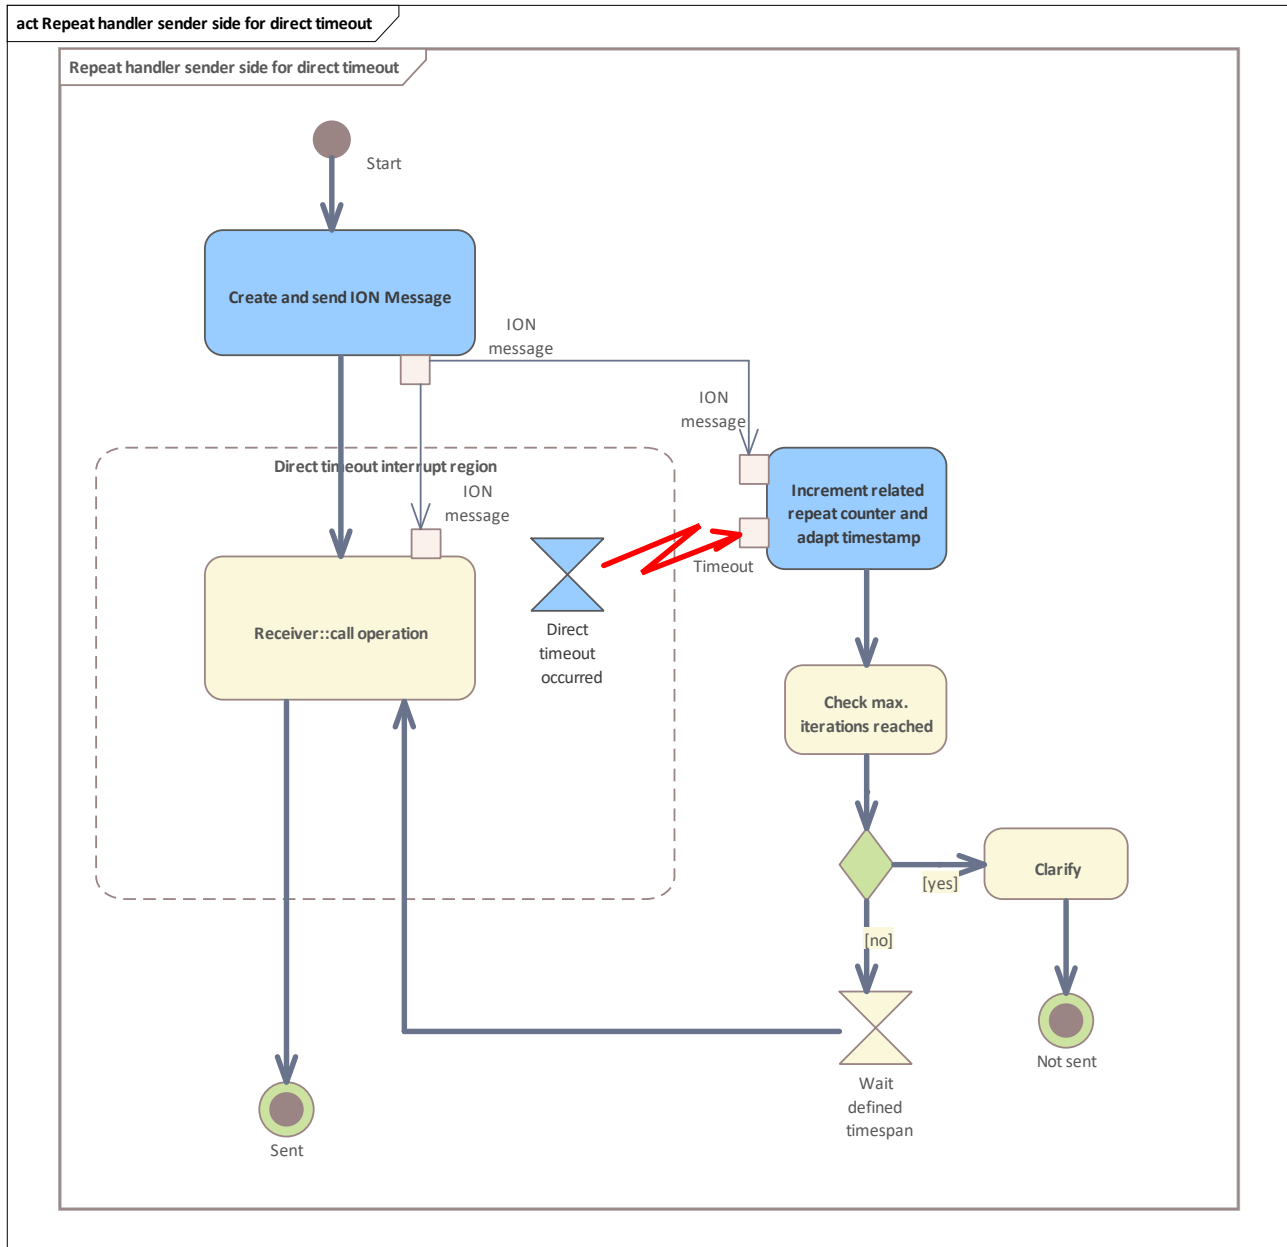 act Repeat handler sender side for direct timeout
Repeat handler sender side for direct timeout
Start
Create and send ION Message
ION
message
ION
message
Direct timeout interrupt region
ION
message
Increment related
repeat counter and
adapt timestamp
Timeout
Direct
timeout
occurred
Receiver::call operation
Check max.
iterations reached
[yes]
Clarify
[no]
Wait
defined
timespan
Not sent
Sent